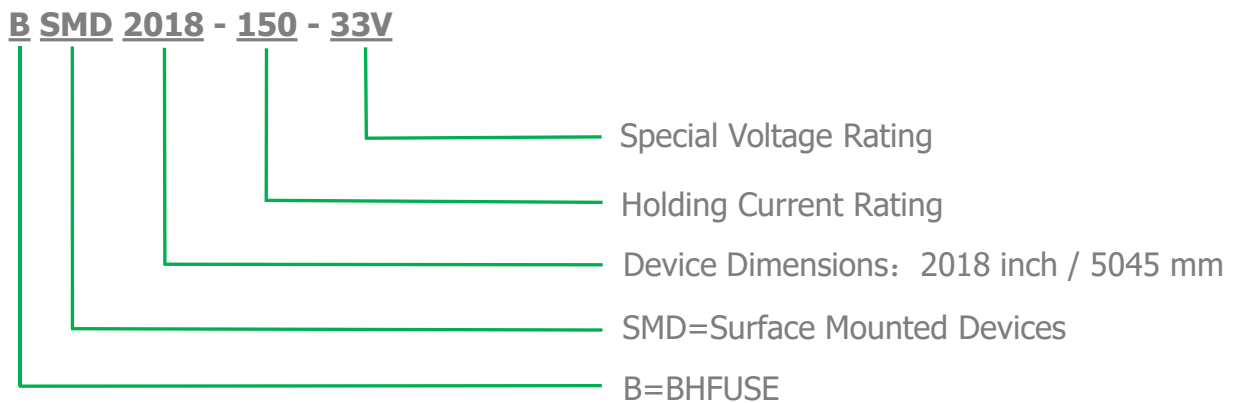 B SMD 2018 - 150 - 33V
Special Voltage Rating
Holding Current Rating
Device Dimensions：2018 inch / 5045 mm
SMD=Surface Mounted Devices
B=BHFUSE